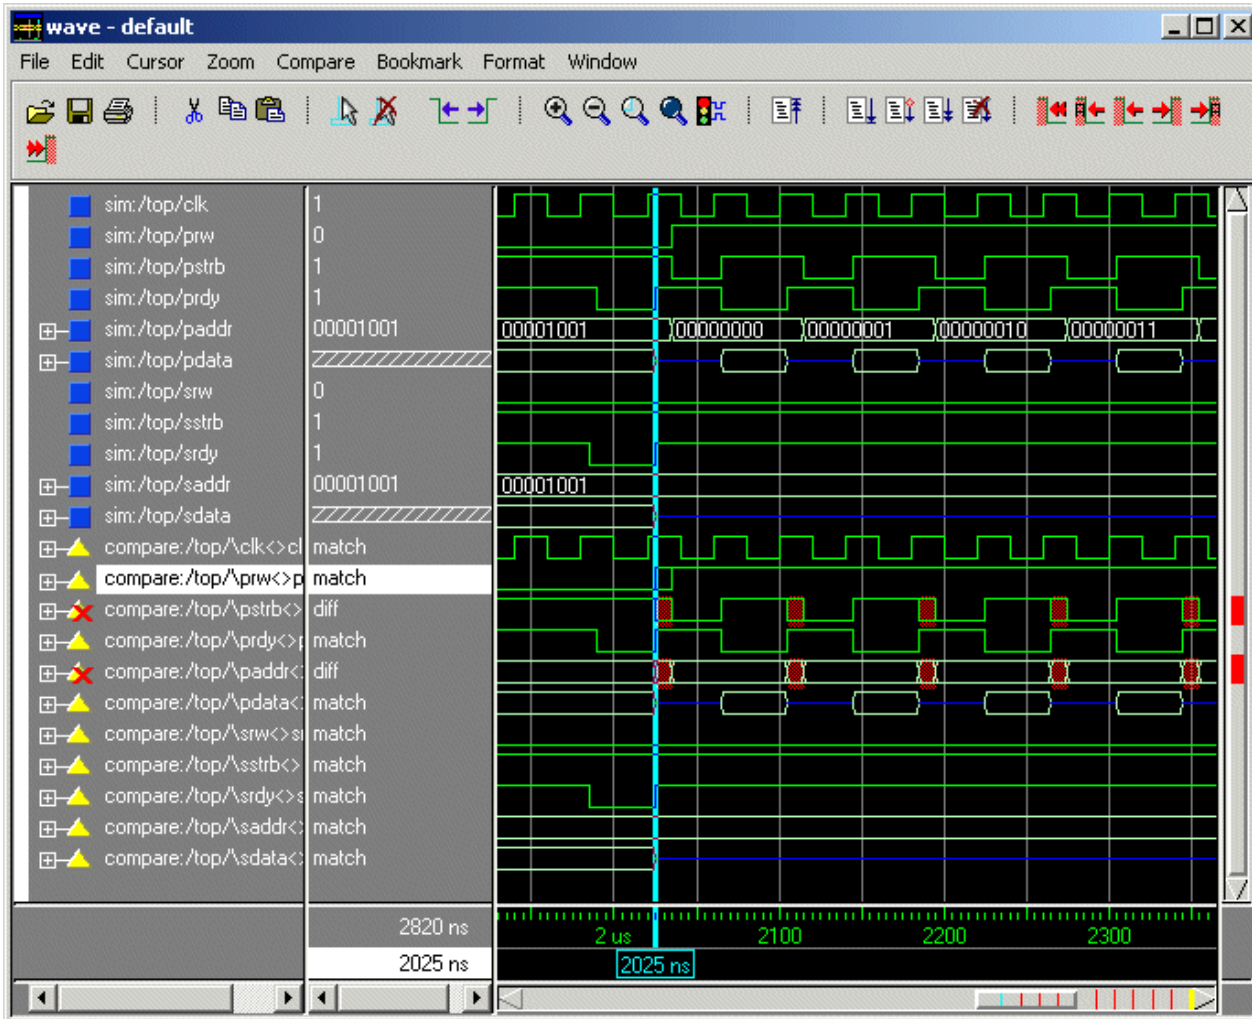 wave - default
File Edit Cursor Zoom Compare Bookmark Format Window
sim:/top/clk 1
sim:/top/prw 0
sim:/top/pstrb 1
sim:/top/prdy 1
sim:/top/paddr 00001001 00001001 00000000 00000001 00000010 00000011
sim:/top/pdata
sim:/top/srw 0
sim:/top/sstrb 1
sim:/top/srdy 1
sim:/top/saddr 00001001 00001001
sim:/top/sdata
compare:/top/\clk<>cl match
compare:/top/\prw<>p match
compare:/top/\pstrb<> diff
compare:/top/\prdy<>p match
compare:/top/\paddr<> diff
compare:/top/\pdata<> match
compare:/top/\srw<>sr match
compare:/top/\sstrb<> match
compare:/top/\srdy<>s match
compare:/top/\saddr<> match
compare:/top/\sdata<> match
2820 ns 2 us 2100 2200 2300
2025 ns 2025 ns